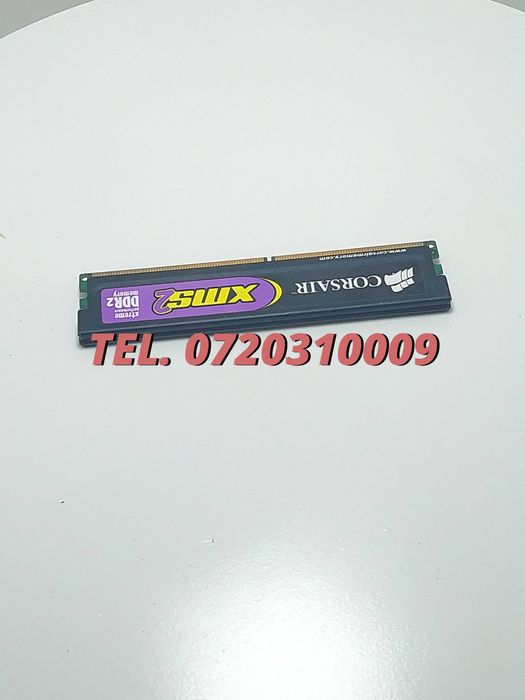 www.corsairmemory.com
CORSAIR
XMS2
xtreme
performance
DDR2
memory
TEL. 0720310009